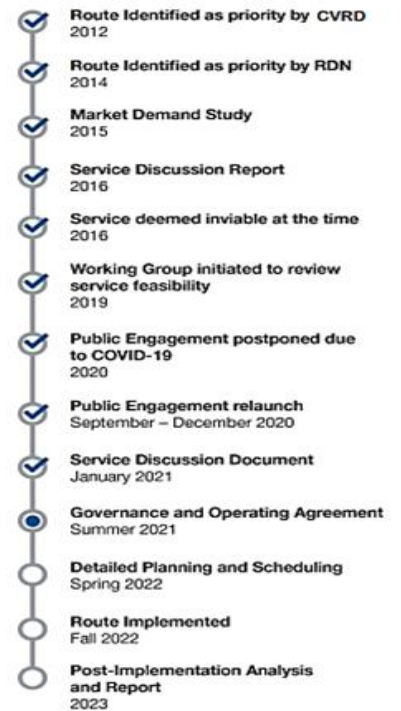 Route Identified as priority by CVRD
2012
Route Identified as priority by RDN
2014
Market Demand Study
2015
Service Discussion Report
2016
Service deemed inviable at the time
2016
Working Group initiated to review
service feasibility
2019
Public Engagement postponed due
to COVID-19
2020
Public Engagement relaunch
September – December 2020
Service Discussion Document
January 2021
Governance and Operating Agreement
Summer 2021
Detailed Planning and Scheduling
Spring 2022
Route Implemented
Fall 2022
Post-Implementation Analysis
and Report
2023